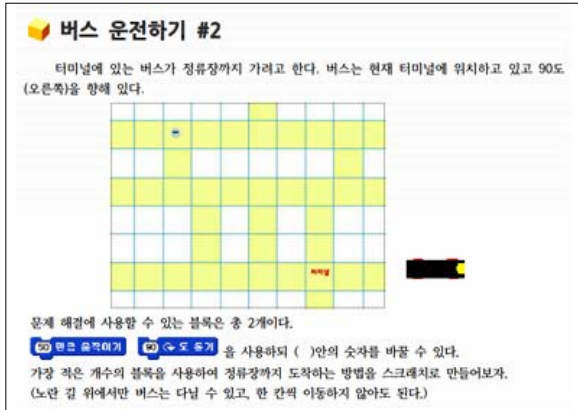 버스 운전하기 #2
터미널에 있는 버스가 정류장까지 가려고 한다. 버스는 현재 터미널에 위치하고 있고 90도
(오른쪽)을 향해 있다.
터미널
문제 해결에 사용할 수 있는 블록은 총 2개이다.
50 만큼 움직이기 90 도 돌기 을 사용하되 ( )안의 숫자를 바꿀 수 있다.
가장 적은 개수의 블록을 사용하여 정류장까지 도착하는 방법을 스크래치로 만들어보자.
(노란 길 위에서만 버스는 다닐 수 있고, 한 칸씩 이동하지 않아도 된다.)